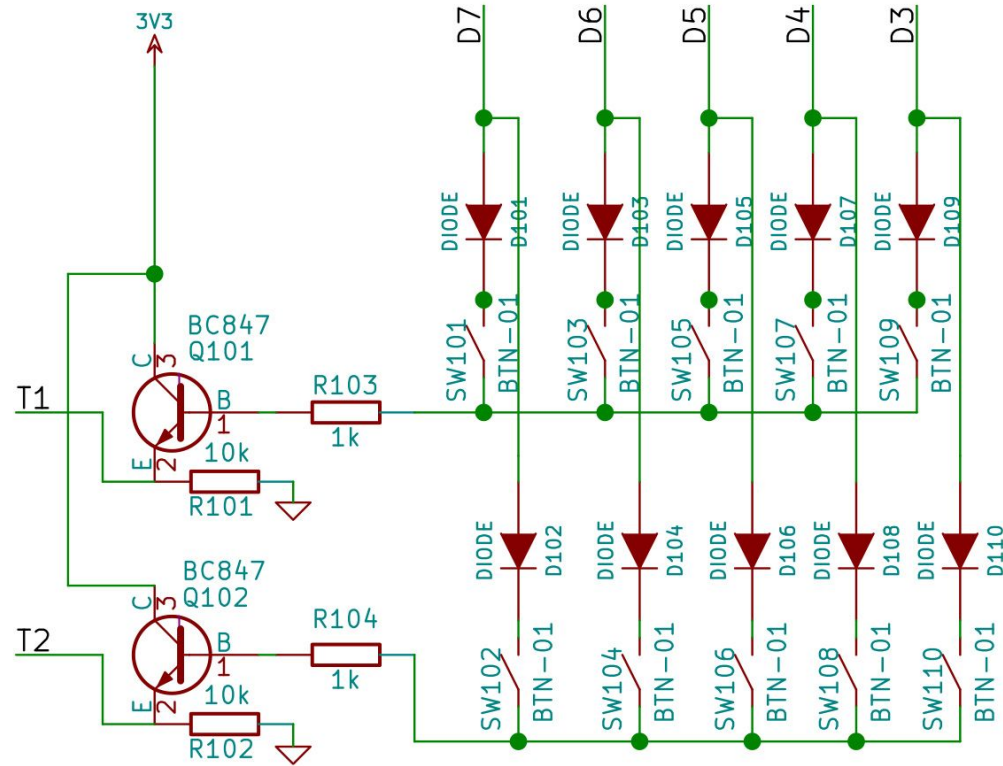 3V3
D7
D6
D5
D4
D3
DIODE
D101
DIODE
D103
DIODE
D105
DIODE
D107
DIODE
D109
SW101
BTN-01
SW103
BTN-01
SW105
BTN-01
SW107
BTN-01
SW109
BTN-01
BC847
Q101
C
3
T1
B
1
E
2
R103
1k
10k
R101
DIODE
D102
DIODE
D104
DIODE
D106
DIODE
D108
DIODE
D110
BC847
Q102
C
3
T2
B
1
E
2
R104
1k
10k
R102
SW102
BTN-01
SW104
BTN-01
SW106
BTN-01
SW108
BTN-01
SW110
BTN-01